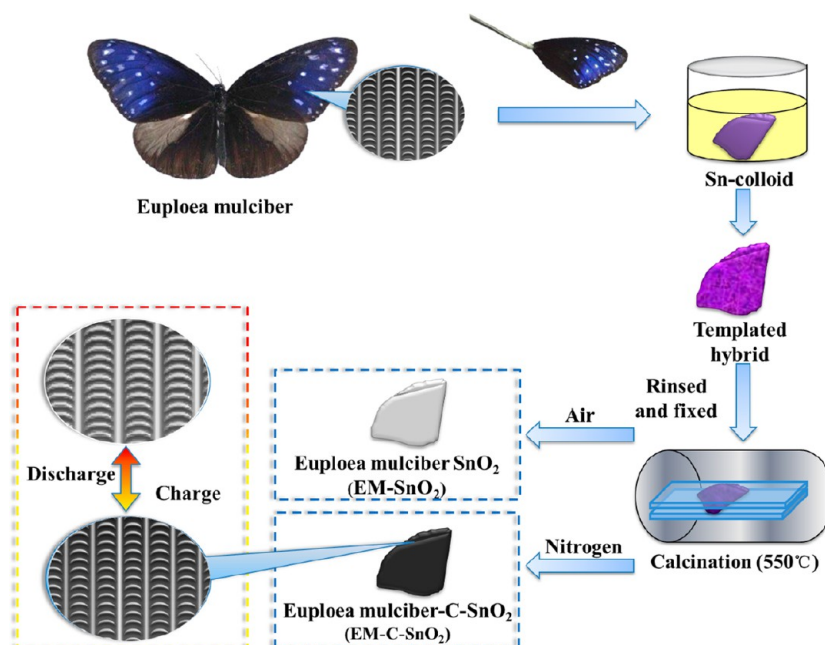 Euploea mulciber
Sn-colloid
Templated
hybrid
Rinsed
and fixed
Air
Euploea mulciber SnO₂
(EM-SnO₂)
Discharge
Charge
Nitrogen
Calcination (550℃)
Euploea mulciber-C-SnO₂
(EM-C-SnO₂)